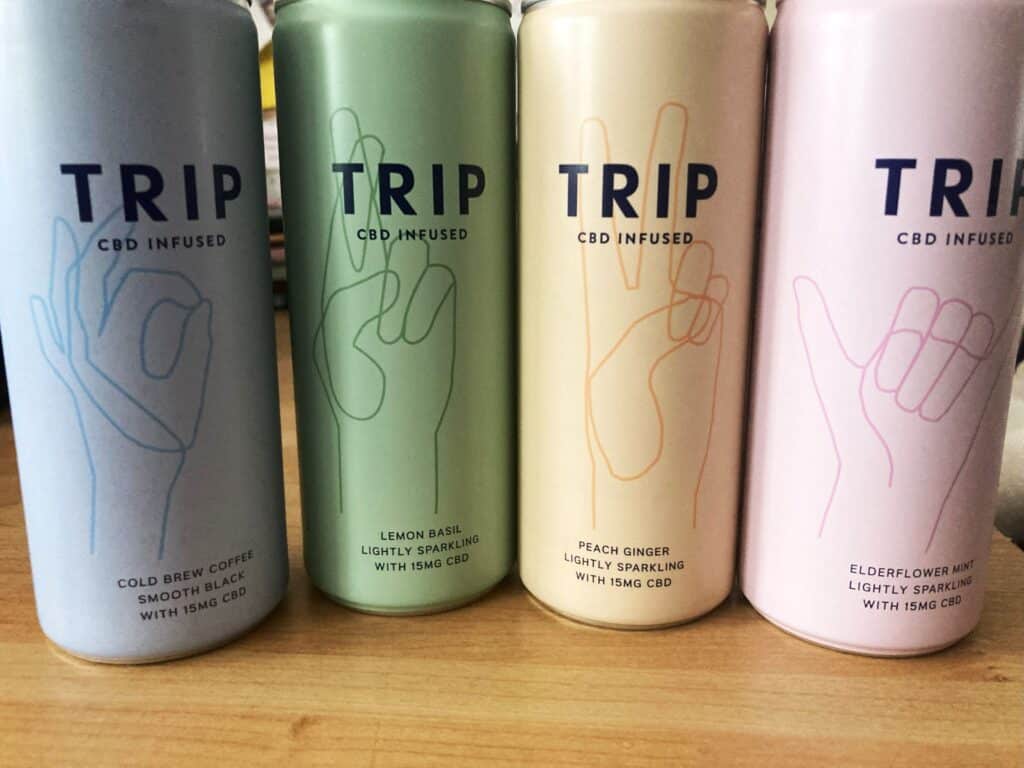 TRIP
CBD INFUSED
COLD BREW COFFEE
SMOOTH BLACK
WITH 15MG CBD
TRIP
CBD INFUSED
LEMON BASIL
LIGHTLY SPARKLING
WITH 15MG CBD
TRIP
CBD INFUSED
PEACH GINGER
LIGHTLY SPARKLING
WITH 15MG CBD
TRIP
CBD INFUSED
ELDERFLOWER MINT
LIGHTLY SPARKLING
WITH 15MG CBD